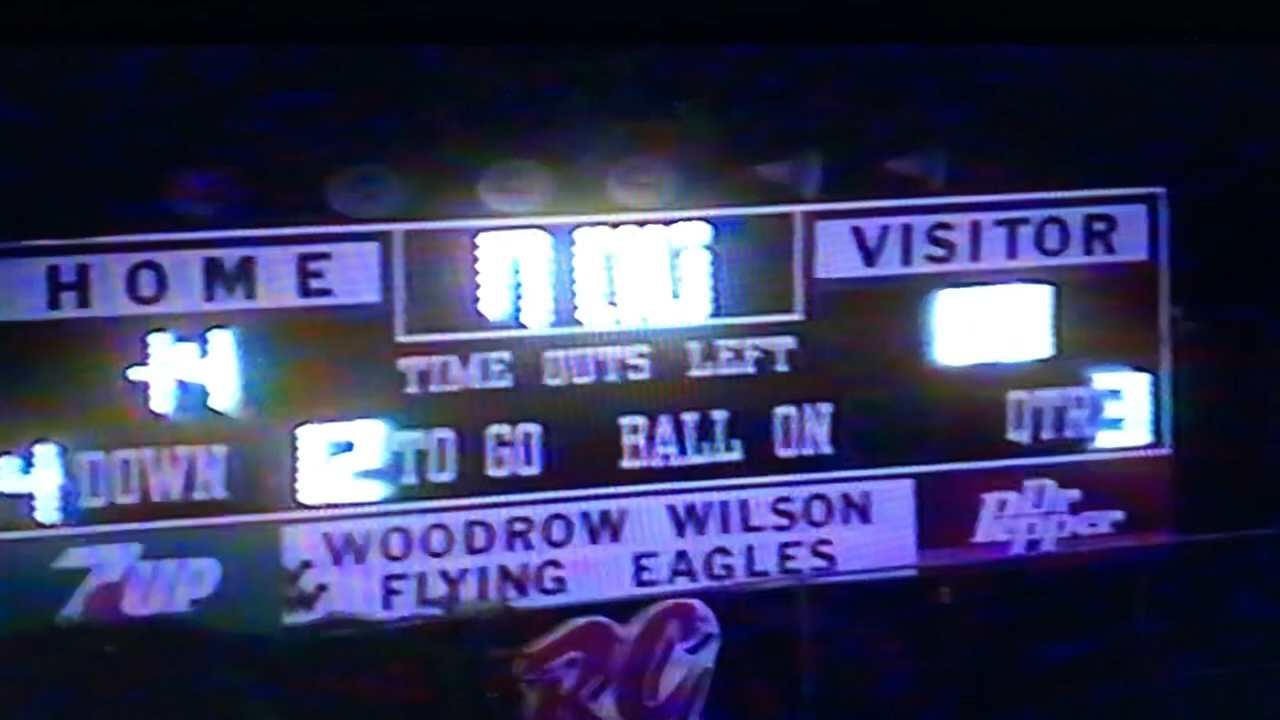 HOME VISITOR
TIME OUTS LEFT
4 DOWN TO GO BALL ON QTR 3
7UP WOODROW WILSON Dr Pepper
FLYING EAGLES
RC